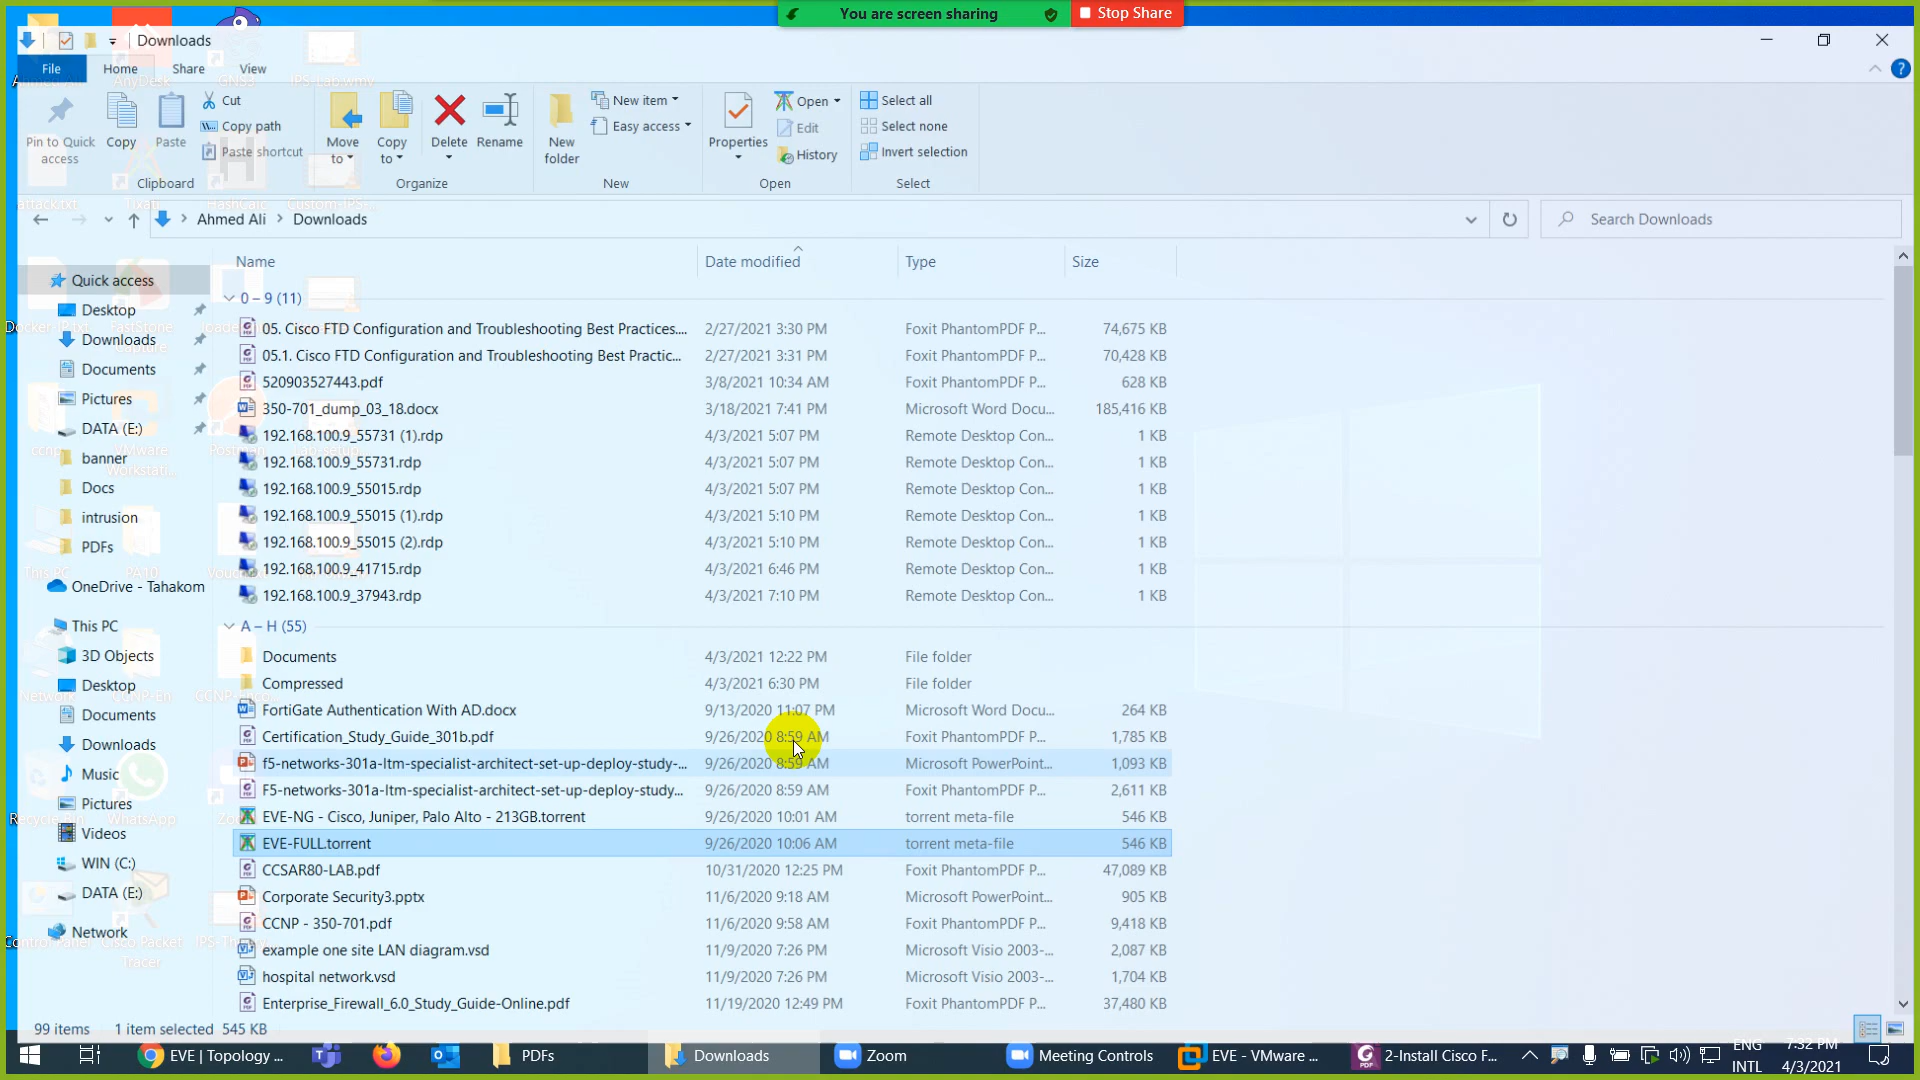 You are screen sharing
Stop Share
Downloads
File
Home
Share
View
Pin to Quick access
Copy
Paste
Cut
Copy path
Paste shortcut
Clipboard
Move to
Copy to
Delete
Rename
Organize
New folder
New item
Easy access
New
Properties
Open
Edit
History
Open
Select all
Select none
Invert selection
Select
Ahmed Ali > Downloads
Search Downloads
Name Date modified Type Size
Quick access
Desktop
Downloads
Documents
Pictures
DATA (E:)
banner
Docs
intrusion
PDFs
OneDrive - Tahakom
This PC
3D Objects
Desktop
Documents
Downloads
Music
Pictures
Videos
WIN (C:)
DATA (E:)
Network
0 – 9 (11)
05. Cisco FTD Configuration and Troubleshooting Best Practices.... 2/27/2021 3:30 PM Foxit PhantomPDF P... 74,675 KB
05.1. Cisco FTD Configuration and Troubleshooting Best Practic... 2/27/2021 3:31 PM Foxit PhantomPDF P... 70,428 KB
520903527443.pdf 3/8/2021 10:34 AM Foxit PhantomPDF P... 628 KB
350-701_dump_03_18.docx 3/18/2021 7:41 PM Microsoft Word Docu... 185,416 KB
192.168.100.9_55731 (1).rdp 4/3/2021 5:07 PM Remote Desktop Con... 1 KB
192.168.100.9_55731.rdp 4/3/2021 5:07 PM Remote Desktop Con... 1 KB
192.168.100.9_55015.rdp 4/3/2021 5:07 PM Remote Desktop Con... 1 KB
192.168.100.9_55015 (1).rdp 4/3/2021 5:10 PM Remote Desktop Con... 1 KB
192.168.100.9_55015 (2).rdp 4/3/2021 5:10 PM Remote Desktop Con... 1 KB
192.168.100.9_41715.rdp 4/3/2021 6:46 PM Remote Desktop Con... 1 KB
192.168.100.9_37943.rdp 4/3/2021 7:10 PM Remote Desktop Con... 1 KB
A – H (55)
Documents 4/3/2021 12:22 PM File folder
Compressed 4/3/2021 6:30 PM File folder
FortiGate Authentication With AD.docx 9/13/2020 11:07 PM Microsoft Word Docu... 264 KB
Certification_Study_Guide_301b.pdf 9/26/2020 8:59 AM Foxit PhantomPDF P... 1,785 KB
f5-networks-301a-ltm-specialist-architect-set-up-deploy-study-... 9/26/2020 8:59 AM Microsoft PowerPoint... 1,093 KB
F5-networks-301a-ltm-specialist-architect-set-up-deploy-study... 9/26/2020 8:59 AM Foxit PhantomPDF P... 2,611 KB
EVE-NG - Cisco, Juniper, Palo Alto - 213GB.torrent 9/26/2020 10:01 AM torrent meta-file 546 KB
EVE-FULL.torrent 9/26/2020 10:06 AM torrent meta-file 546 KB
CCSAR80-LAB.pdf 10/31/2020 12:25 PM Foxit PhantomPDF P... 47,089 KB
Corporate Security3.pptx 11/6/2020 9:18 AM Microsoft PowerPoint... 905 KB
CCNP - 350-701.pdf 11/6/2020 9:58 AM Foxit PhantomPDF P... 9,418 KB
example one site LAN diagram.vsd 11/9/2020 7:26 PM Microsoft Visio 2003-... 2,087 KB
hospital network.vsd 11/9/2020 7:26 PM Microsoft Visio 2003-... 1,704 KB
Enterprise_Firewall_6.0_Study_Guide-Online.pdf 11/19/2020 12:49 PM Foxit PhantomPDF P... 37,480 KB
99 items 1 item selected 545 KB
EVE | Topology ...
PDFs
Downloads
Zoom
Meeting Controls
EVE - VMware ...
2-Install Cisco F...
ENG
INTL
7:32 PM
4/3/2021